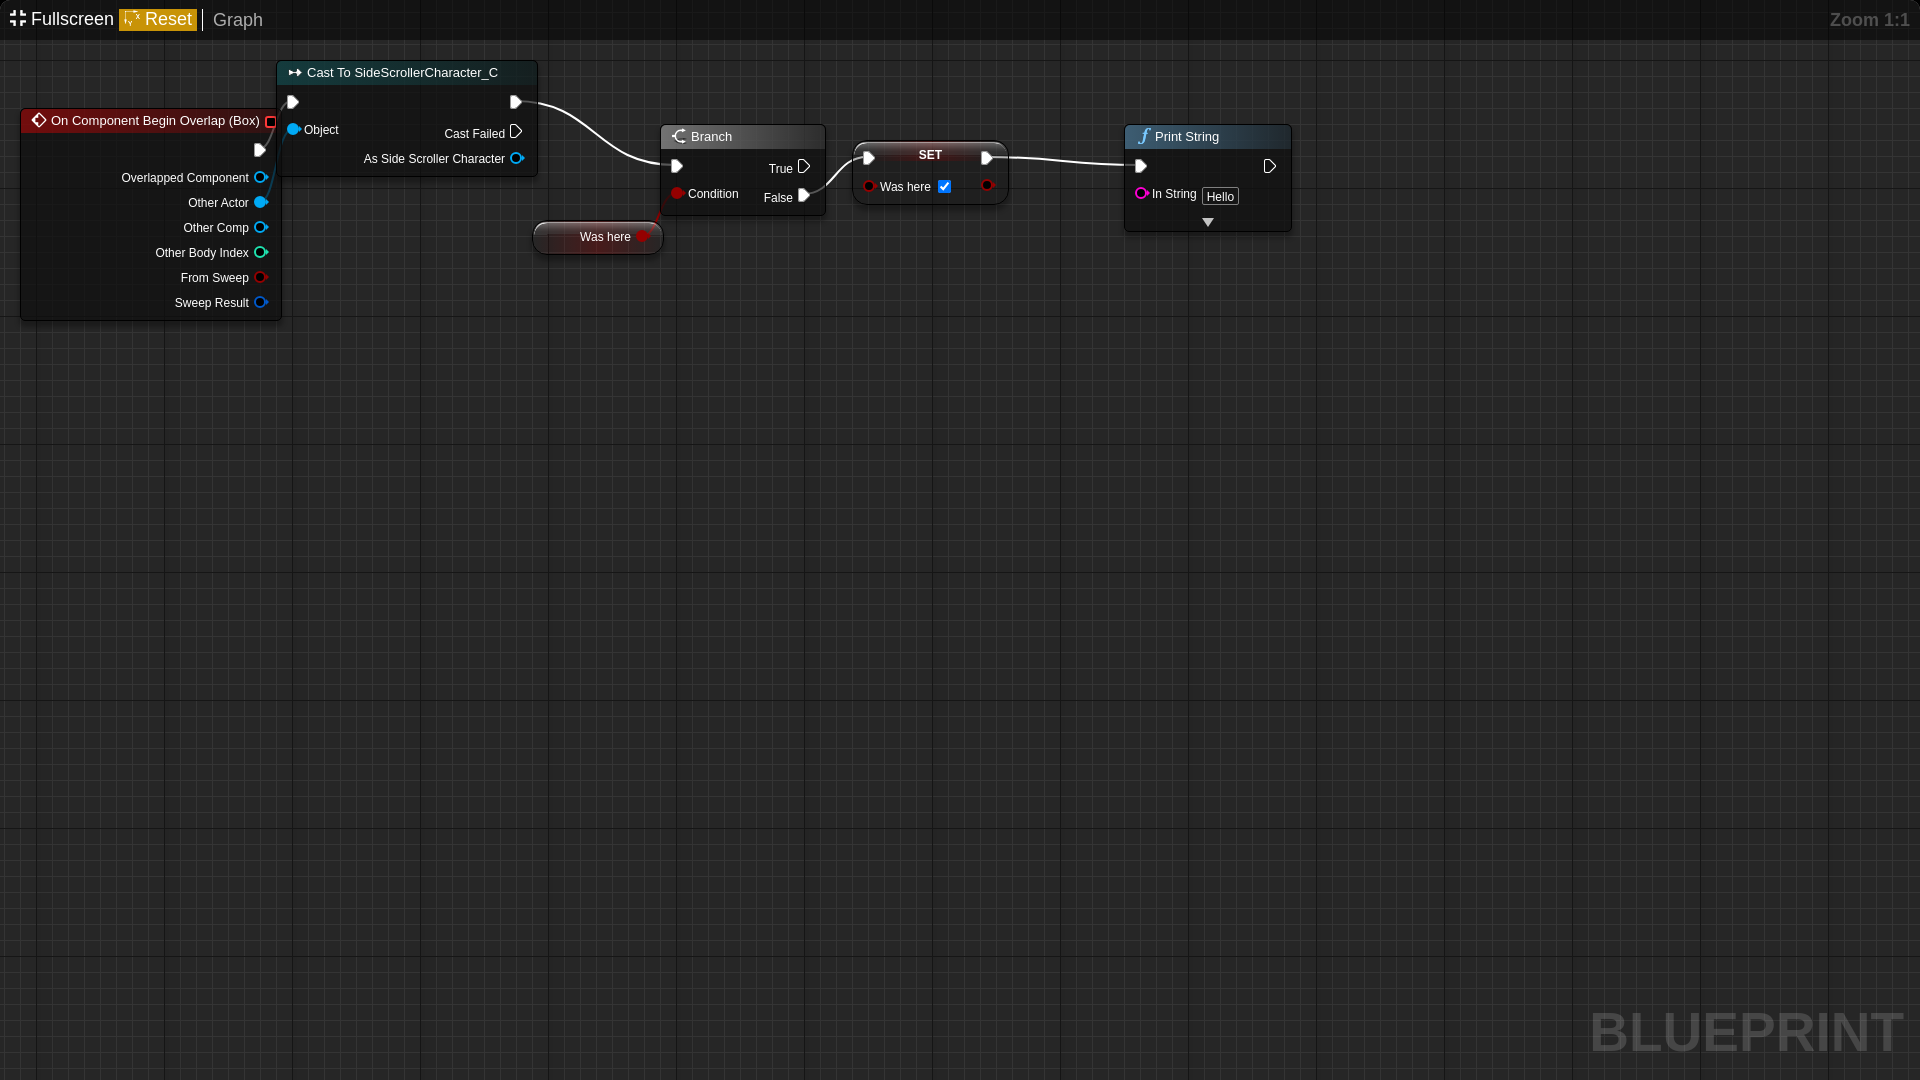 Fullscreen Reset Graph Zoom 1:1
Cast To SideScrollerCharacter_C
Object
Cast Failed
As Side Scroller Character
On Component Begin Overlap (Box)
Overlapped Component
Other Actor
Other Comp
Other Body Index
From Sweep
Sweep Result
Was here
Branch
True
Condition
False
SET
Was here
Print String
In String Hello
BLUEPRINT